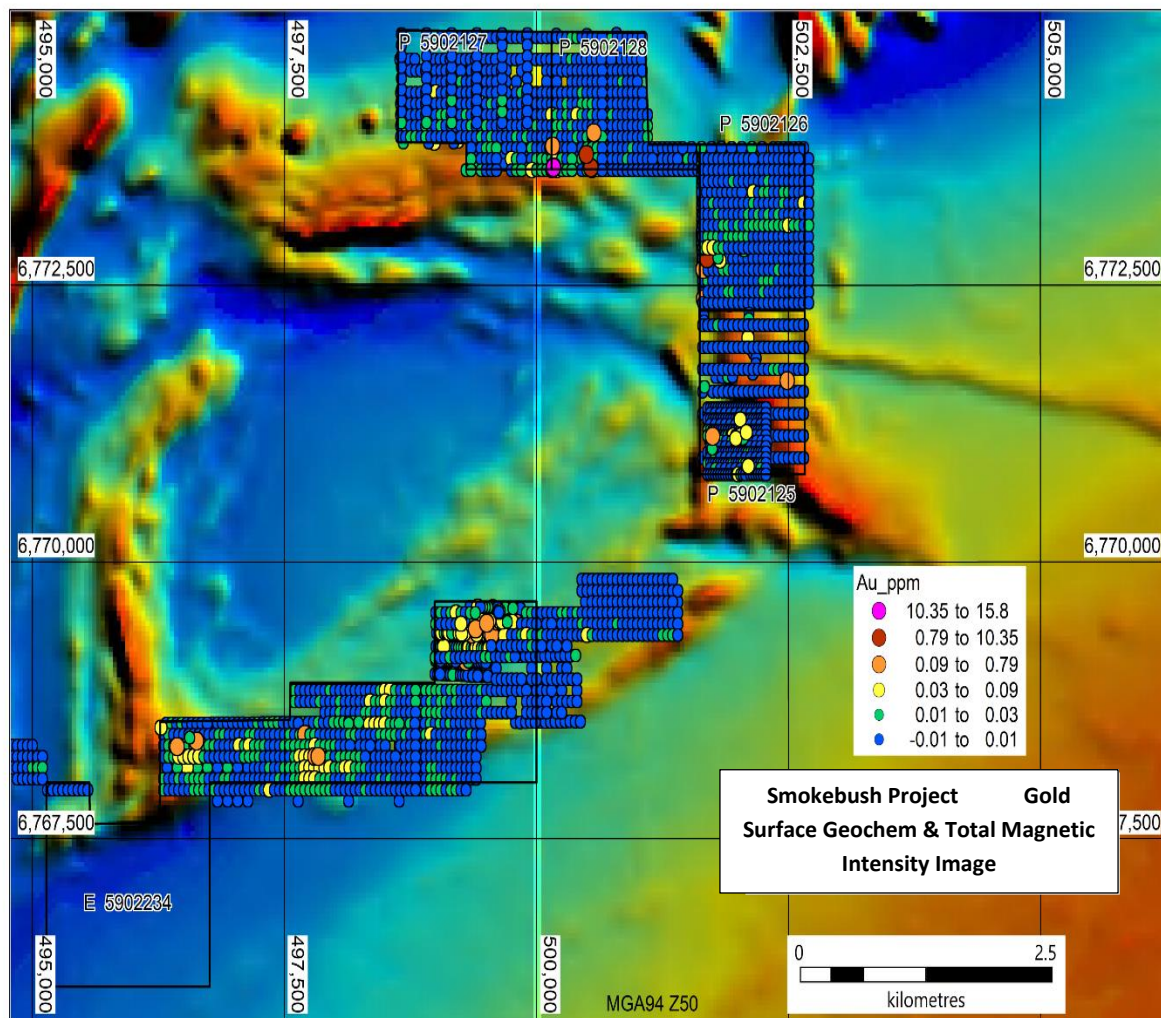 495,000
497,500
502,500
505,000
P 5902127
P 5902128
P 5902126
6,772,500
6,772,500
P 5902125
6,770,000
6,770,000
Au_ppm
10.35 to 15.8
0.79 to 10.35
0.09 to 0.79
0.03 to 0.09
0.01 to 0.03
-0.01 to 0.01
Smokebush Project Gold
Surface Geochem & Total Magnetic
Intensity Image
6,767,500
7,500
E 5902234
495,000
497,500
500,000
0 2.5
kilometres
MGA94 Z50